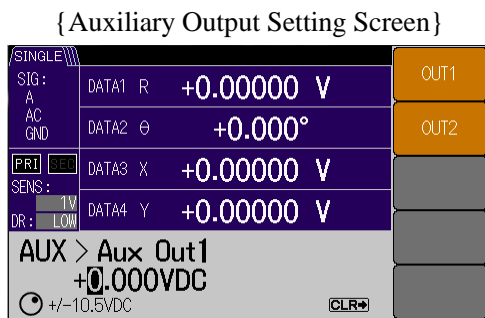 {Auxiliary Output Setting Screen}
SINGLE
SIG:
A
AC
GND
DATA1 R +0.00000 V
DATA2 θ +0.000°
DATA3 X +0.00000 V
DATA4 Y +0.00000 V
PRI SEC
SENS:
1V
DR: LOW
AUX > Aux Out1
+0.000VDC
+/-10.5VDC
CLR→
OUT1
OUT2